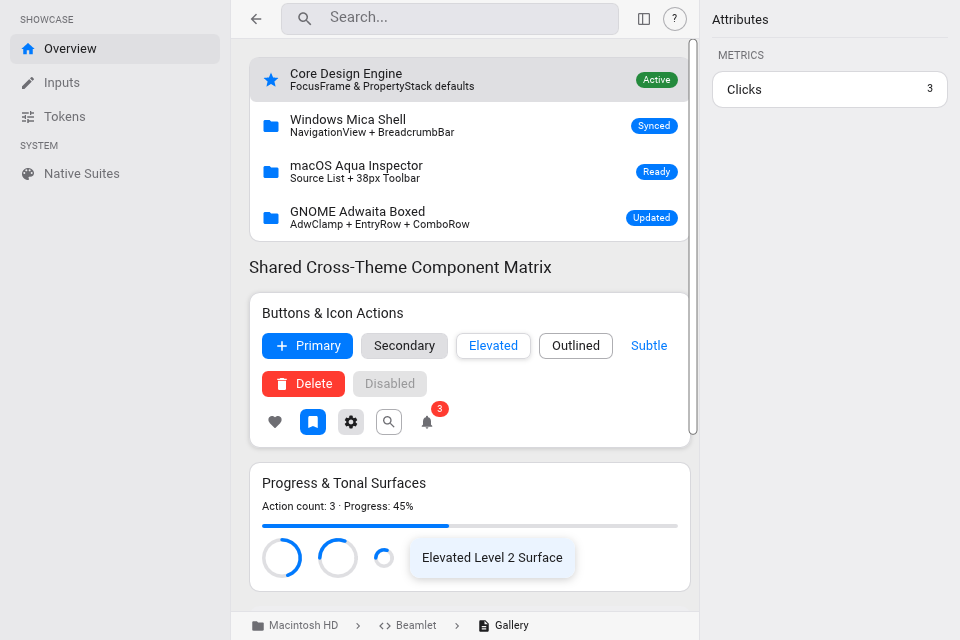 SHOWCASE
Overview
Inputs
Tokens
SYSTEM
Native Suites
Search...
?
Core Design Engine
FocusFrame & PropertyStack defaults
Active
Windows Mica Shell
NavigationView + BreadcrumbBar
Synced
macOS Aqua Inspector
Source List + 38px Toolbar
Ready
GNOME Adwaita Boxed
AdwClamp + EntryRow + ComboRow
Updated
Shared Cross-Theme Component Matrix
Buttons & Icon Actions
Primary
Secondary
Elevated
Outlined
Subtle
Delete
Disabled
3
Progress & Tonal Surfaces
Action count: 3 · Progress: 45%
Elevated Level 2 Surface
Macintosh HD
Beamlet
Gallery
Attributes
METRICS
Clicks
3